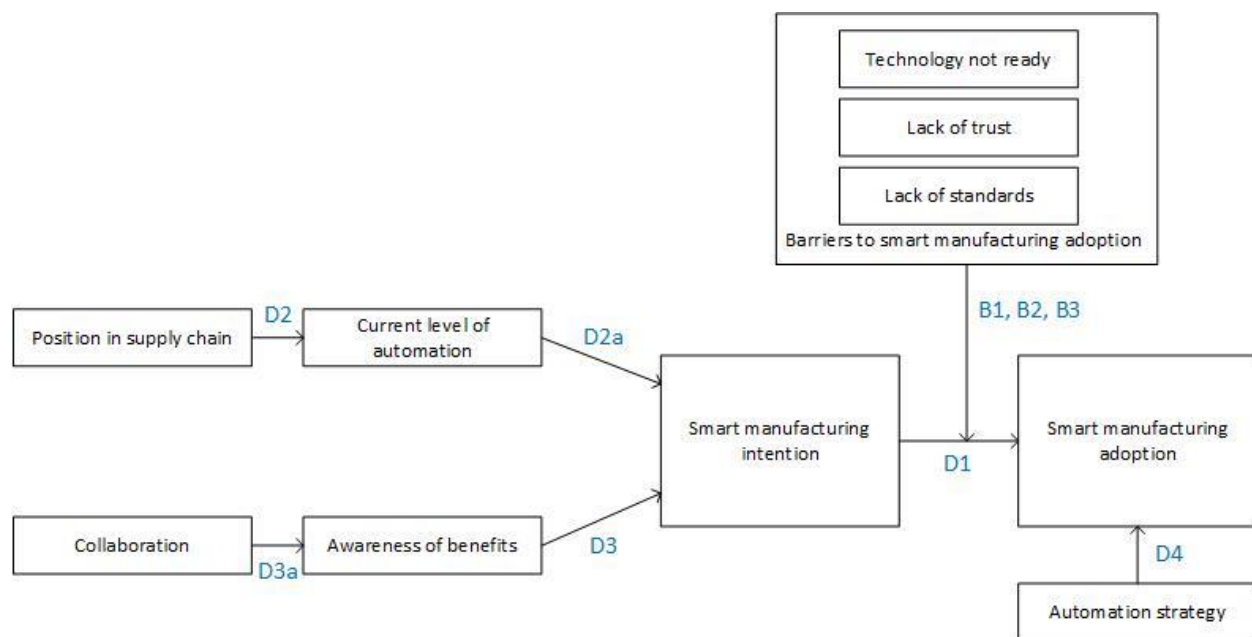 Technology not ready
Lack of trust
Lack of standards
Barriers to smart manufacturing adoption
B1, B2, B3
Position in supply chain
D2
Current level of
automation
D2a
Smart manufacturing
intention
D1
Smart manufacturing
adoption
Collaboration
D3a
Awareness of benefits
D3
D4
Automation strategy